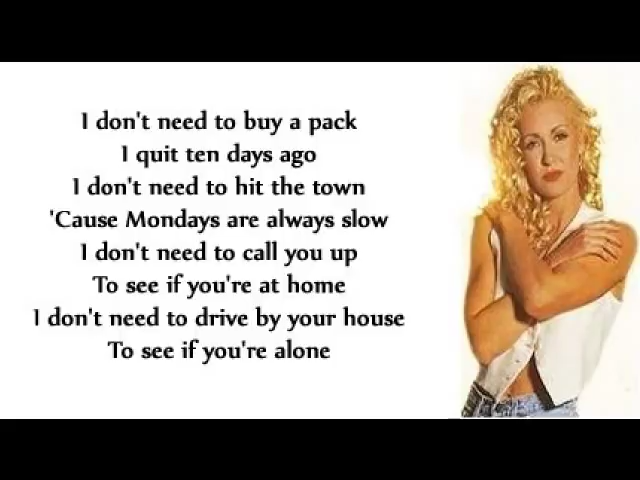 I don't need to buy a pack
I quit ten days ago
I don't need to hit the town
'Cause Mondays are always slow
I don't need to call you up
To see if you're at home
I don't need to drive by your house
To see if you're alone